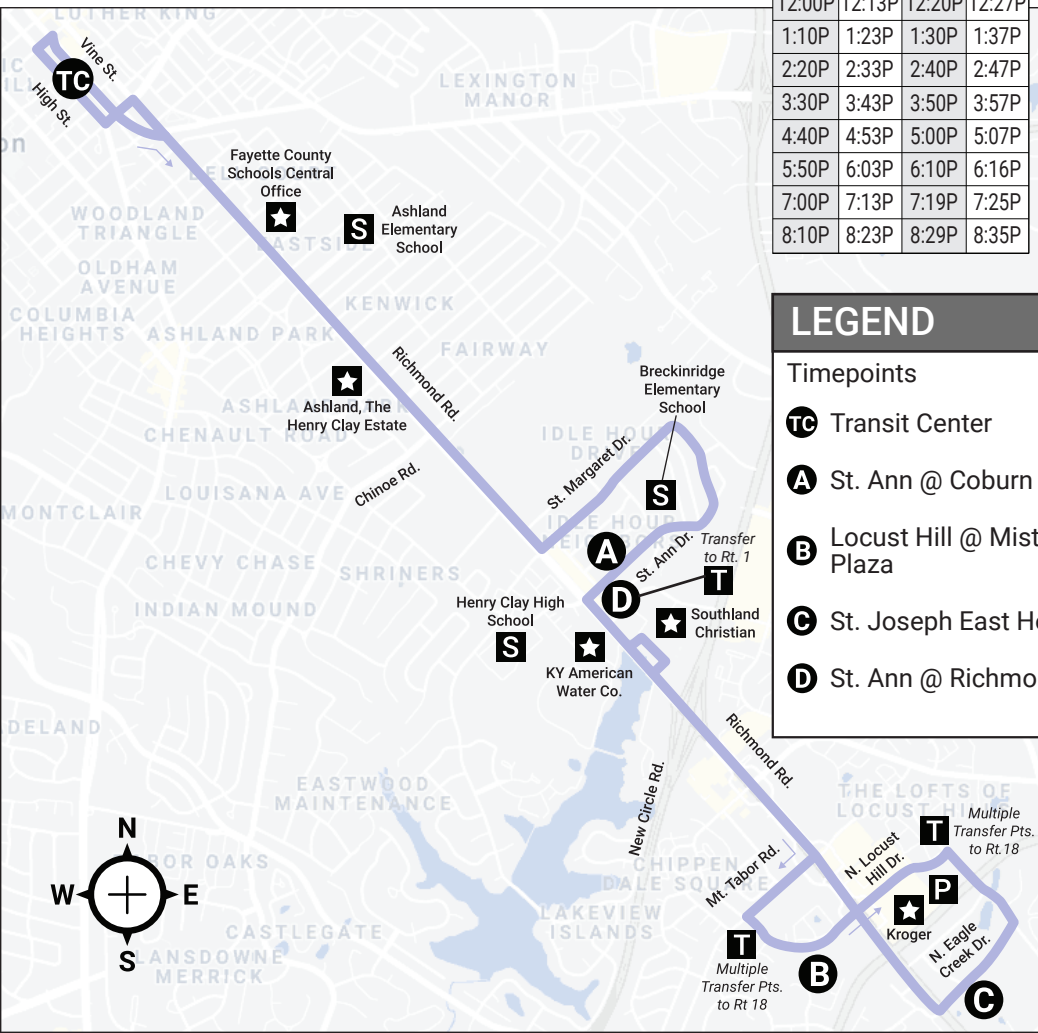 LUTHER KING
12:00P 12:13P 12:20P 12:27P
1:10P 1:23P 1:30P 1:37P
2:20P 2:33P 2:40P 2:47P
3:30P 3:43P 3:50P 3:57P
4:40P 4:53P 5:00P 5:07P
5:50P 6:03P 6:10P 6:16P
7:00P 7:13P 7:19P 7:25P
8:10P 8:23P 8:29P 8:35P
Vine St.
TC
High St.
LEXINGTON
MANOR
Fayette County
Schools Central
Office
S
Ashland
Elementary
School
WOODLAND
TRIANGLE
EASTSIDE
OLDHAM
AVENUE
KENWICK
COLUMBIA
HEIGHTS
ASHLAND PARK
FAIRWAY
Richmond Rd.
Ashland, The
Henry Clay Estate
CHENAULT ROAD
Chinoe Rd.
LOUISANA AVE
MONTCLAIR
CHEVY CHASE
SHRINERS
INDIAN MOUND
Breckinridge
Elementary
School
IDLE HOUR
DRIVE
St. Margaret Dr.
S
IDLE HOUR
NEIGHBORS
A
St. Ann Dr.
Transfer
to Rt. 1
T
D
Henry Clay High
School
S
Southland
Christian
KY American
Water Co.
LEGEND
Timepoints
TC Transit Center
A St. Ann @ Coburn
B Locust Hill @ Mist
Plaza
C St. Joseph East
D St. Ann @
Richmond Rd.
New Circle Rd.
EASTWOOD
MAINTENANCE
THE LOFTS OF
LOCUST HILL
T
Multiple
Transfer Pts.
to Rt.18
N. Locust
Hill Dr.
P
Kroger
N. Eagle
Creek Dr.
C
Mt. Tabor Rd.
CHIPPEN
DALE SQUARE
LAKEVIEW
ISLANDS
T
Multiple
Transfer Pts.
to Rt 18
B
N
W E
S
CASTLEGATE
LANSDOWNE
MERRICK